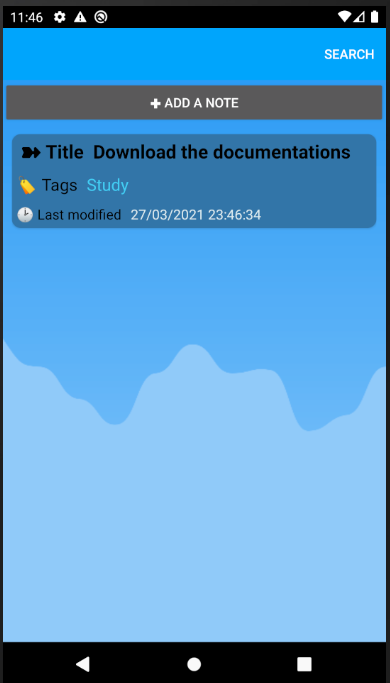 11:46
SEARCH
✚ ADD A NOTE
Title Download the documentations
Tags Study
Last modified 27/03/2021 23:46:34